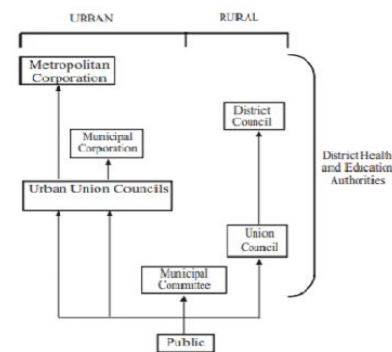 URBAN
RURAL
Metropolitan
Corporation
District
Council
Municipal
Corporation
District Health
and Education
Authorities
Urban Union Councils
Union
Council
Municipal
Committee
Public